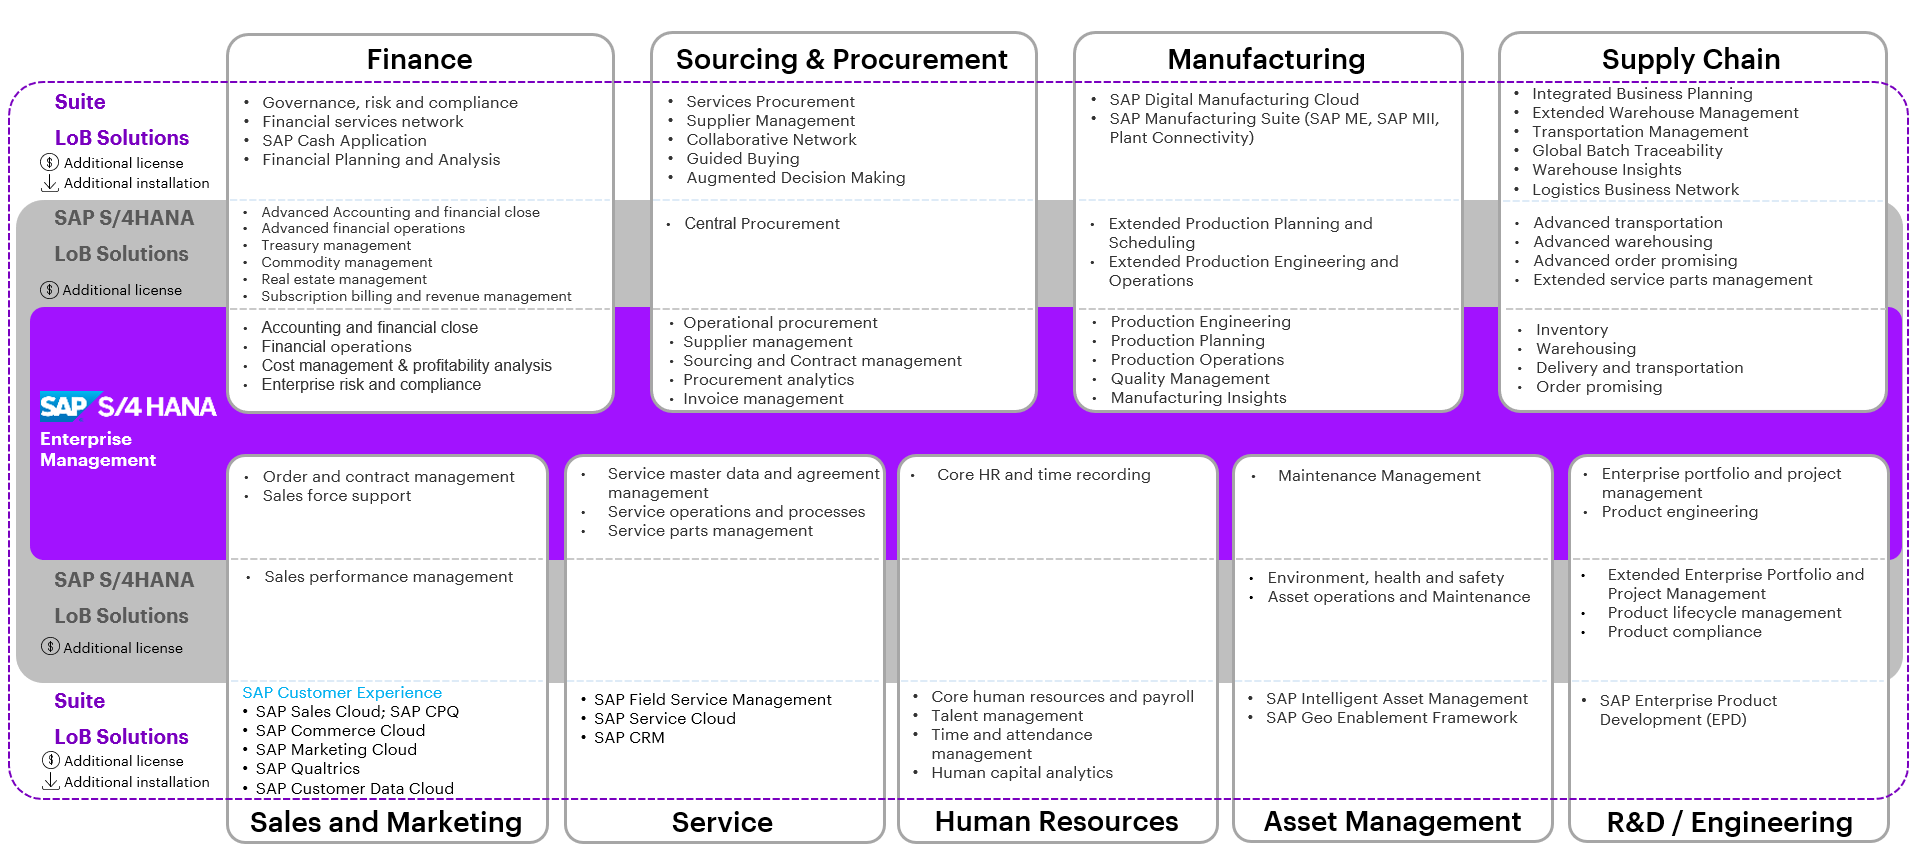 Finance
Sourcing & Procurement
Manufacturing
Supply Chain
Suite
LoB Solutions
$ Additional license
Additional installation
• Governance, risk and compliance
• Financial services network
• SAP Cash Application
• Financial Planning and Analysis
• Services Procurement
• Supplier Management
• Collaborative Network
• Guided Buying
• Augmented Decision Making
• SAP Digital Manufacturing Cloud
• SAP Manufacturing Suite (SAP ME, SAP MII,
Plant Connectivity)
• Integrated Business Planning
• Extended Warehouse Management
• Transportation Management
• Global Batch Traceability
• Warehouse Insights
• Logistics Business Network
SAP S/4HANA
LoB Solutions
$ Additional license
• Advanced Accounting and financial close
• Advanced financial operations
• Treasury management
• Commodity management
• Real estate management
• Subscription billing and revenue management
• Central Procurement
• Extended Production Planning and
Scheduling
• Extended Production Engineering and
Operations
• Advanced transportation
• Advanced warehousing
• Advanced order promising
• Extended service parts management
SAP S/4 HANA
Enterprise
Management
• Accounting and financial close
• Financial operations
• Cost management & profitability analysis
• Enterprise risk and compliance
• Operational procurement
• Supplier management
• Sourcing and Contract management
• Procurement analytics
• Invoice management
• Production Engineering
• Production Planning
• Production Operations
• Quality Management
• Manufacturing Insights
• Inventory
• Warehousing
• Delivery and transportation
• Order promising
• Order and contract management
• Sales force support
• Service master data and agreement
management
• Service operations and processes
• Service parts management
• Core HR and time recording
• Maintenance Management
• Enterprise portfolio and project
management
• Product engineering
SAP S/4HANA
LoB Solutions
$ Additional license
• Sales performance management
• Environment, health and safety
• Asset operations and Maintenance
• Extended Enterprise Portfolio and
Project Management
• Product lifecycle management
• Product compliance
Suite
LoB Solutions
$ Additional license
Additional installation
SAP Customer Experience
• SAP Sales Cloud; SAP CPQ
• SAP Commerce Cloud
• SAP Marketing Cloud
• SAP Qualtrics
• SAP Customer Data Cloud
• SAP Field Service Management
• SAP Service Cloud
• SAP CRM
• Core human resources and payroll
• Talent management
• Time and attendance
management
• Human capital analytics
• SAP Intelligent Asset Management
• SAP Geo Enablement Framework
• SAP Enterprise Product
Development (EPD)
Sales and Marketing
Service
Human Resources
Asset Management
R&D / Engineering